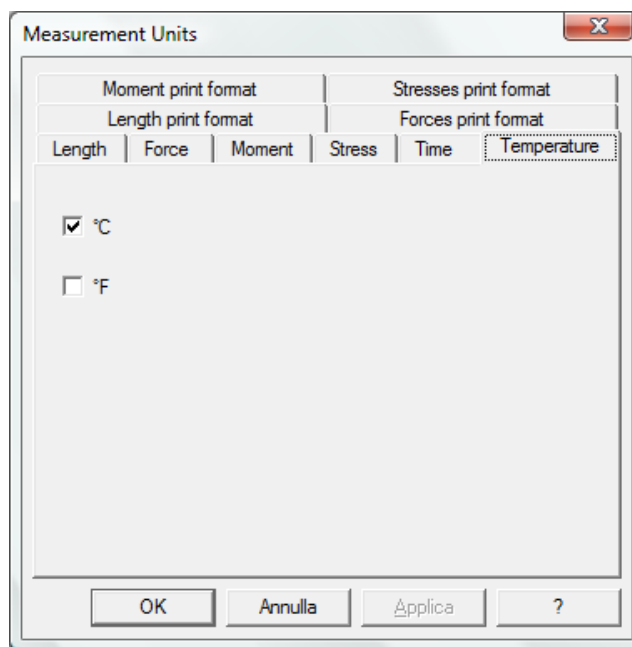 Measurement Units
Moment print format Stresses print format
Length print format Forces print format
Length Force Moment Stress Time Temperature
°C
°F
OK Annulla Applica ?